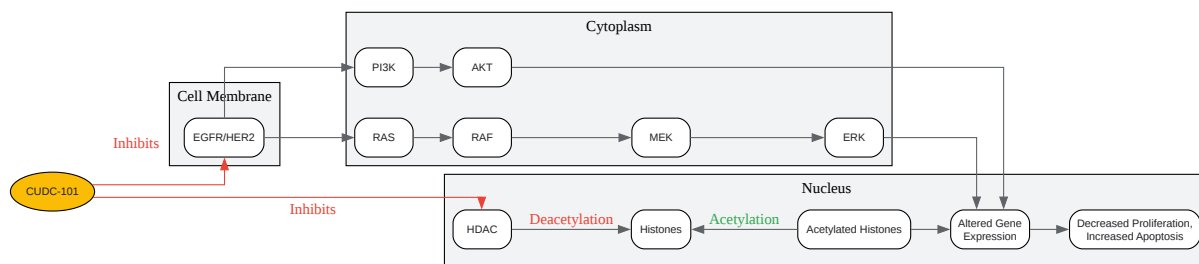 Cytoplasm
PI3K
AKT
Cell Membrane
EGFR/HER2
RAS
RAF
MEK
ERK
Inhibits
CUDC-101
Inhibits
Nucleus
HDAC
Deacetylation
Histones
Acetylation
Acetylated Histones
Altered Gene
Expression
Decreased Proliferation,
Increased Apoptosis